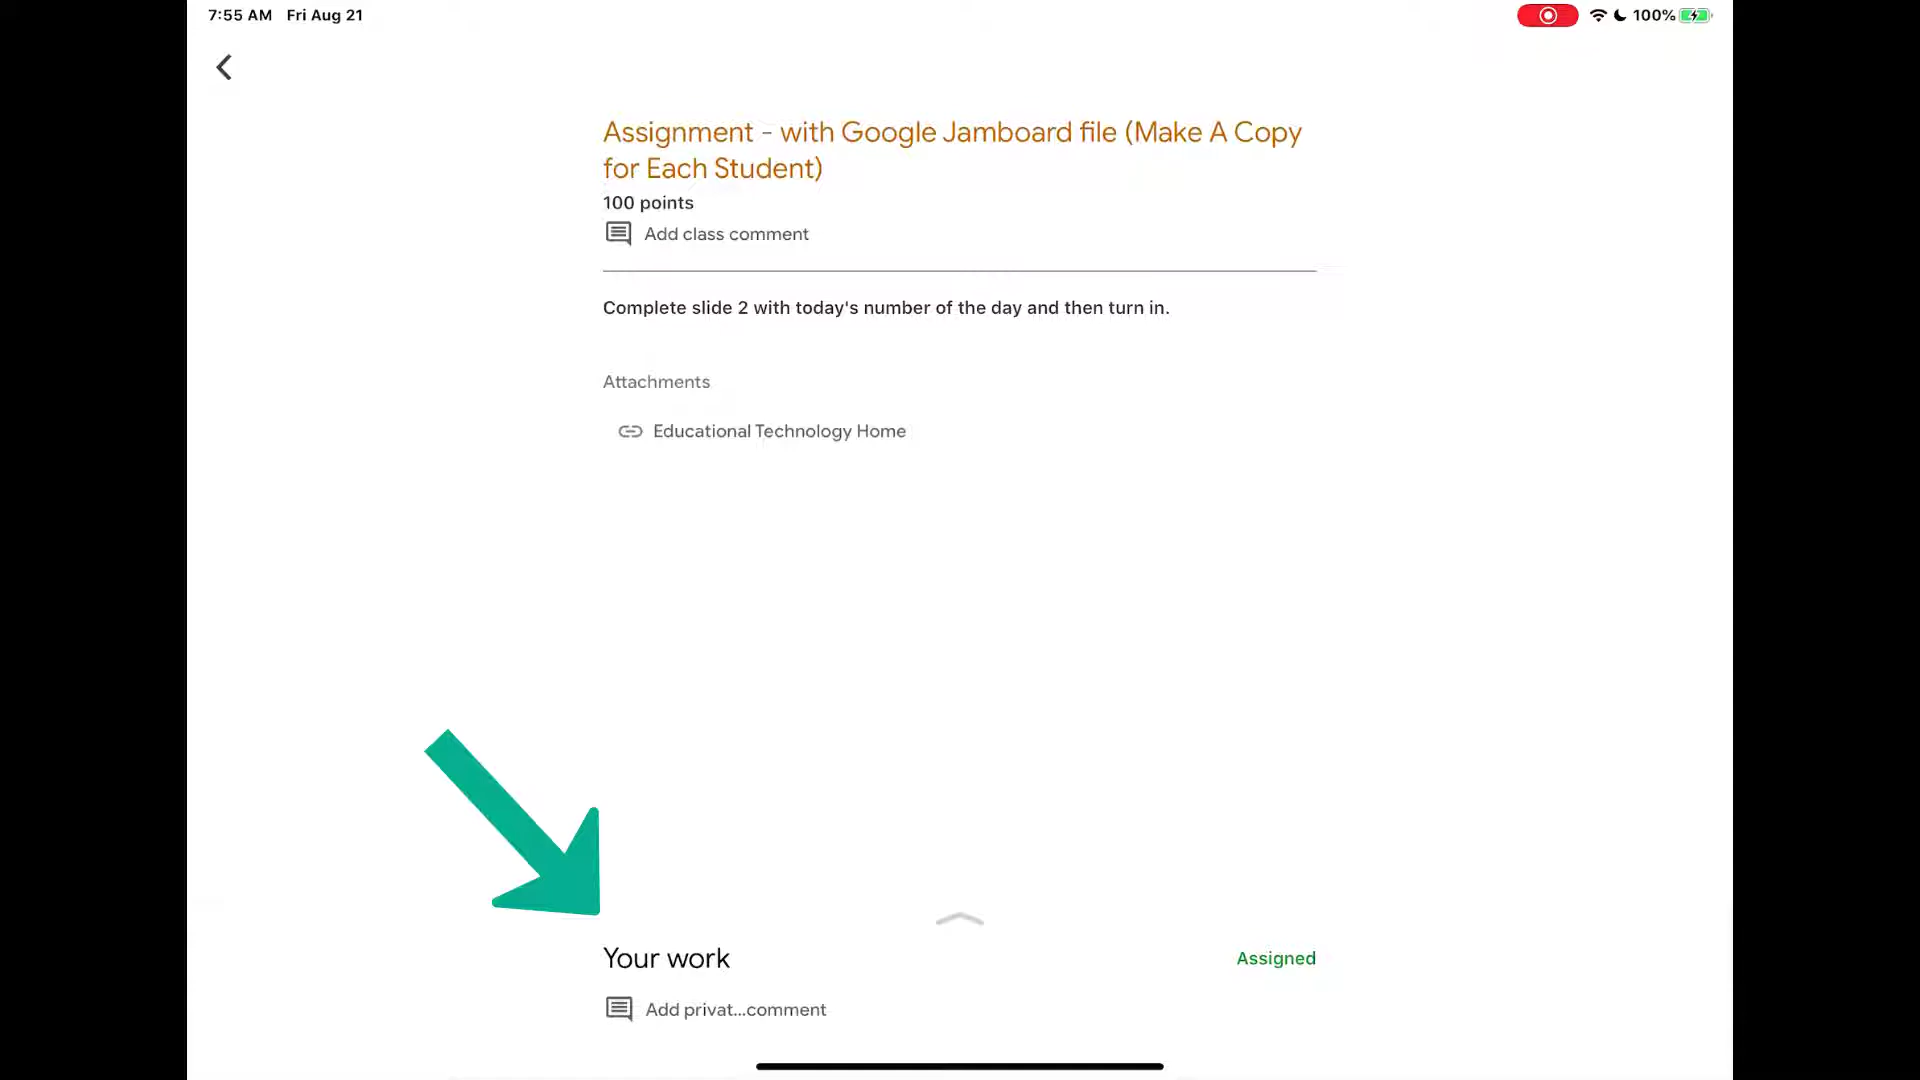 7:55 AM Fri Aug 21 100%
Assignment - with Google Jamboard file (Make A Copy
for Each Student)
100 points
Add class comment
Complete slide 2 with today's number of the day and then turn in.
Attachments
Educational Technology Home
Your work Assigned
Add privat...comment